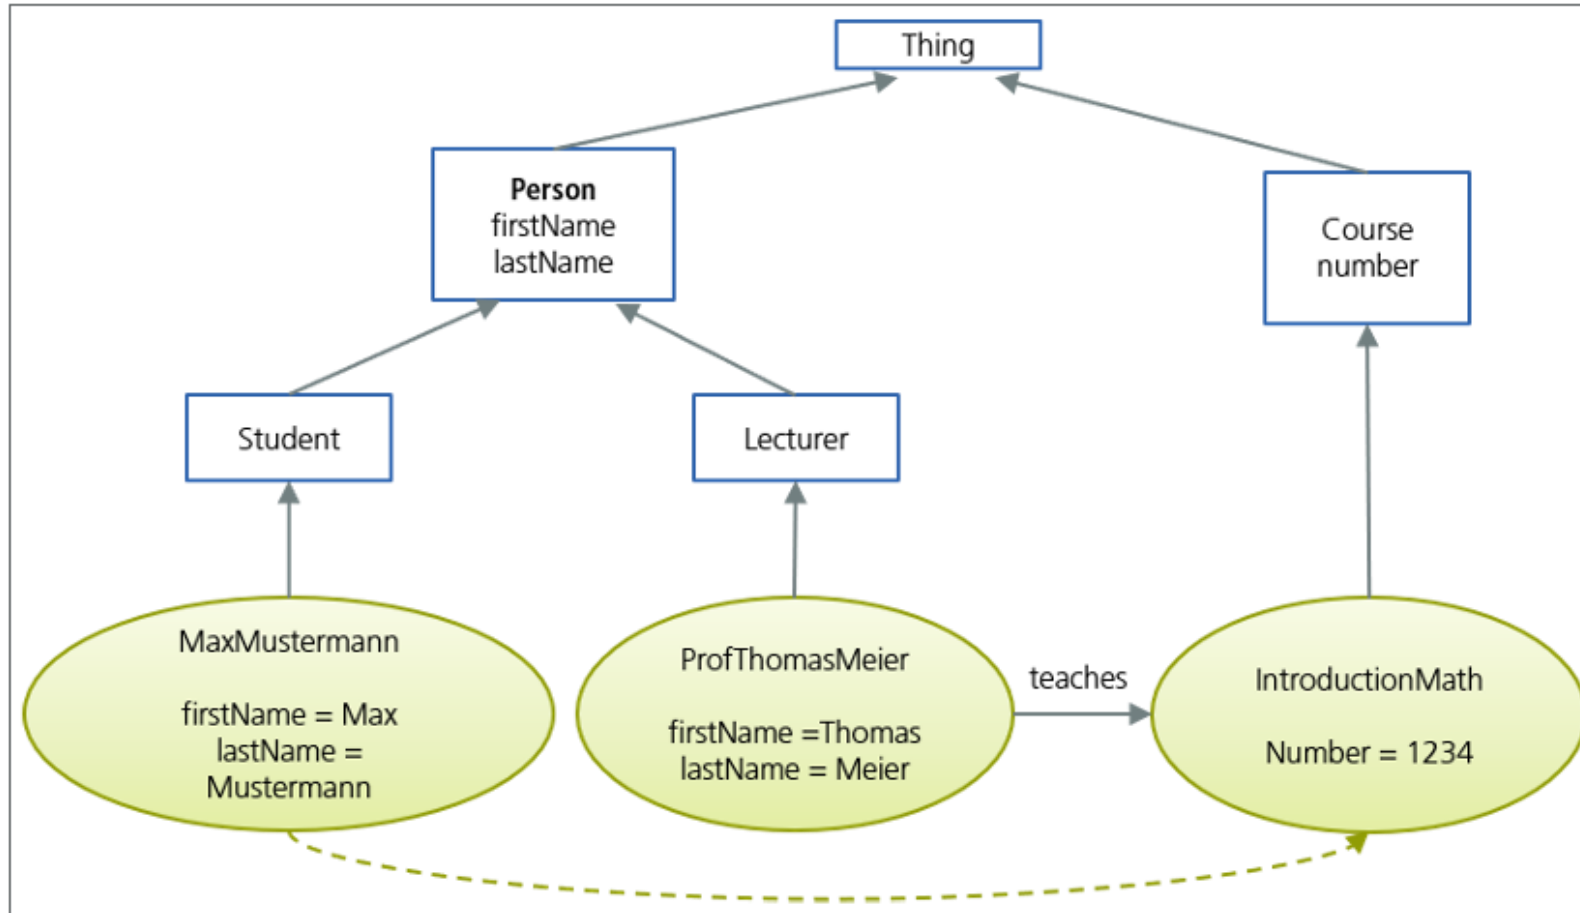 Thing
Person
firstName
lastName
Course
number
Student
Lecturer
MaxMustermann
firstName = Max
lastName =
Mustermann
ProfThomasMeier
firstName =Thomas
lastName = Meier
teaches
IntroductionMath
Number = 1234